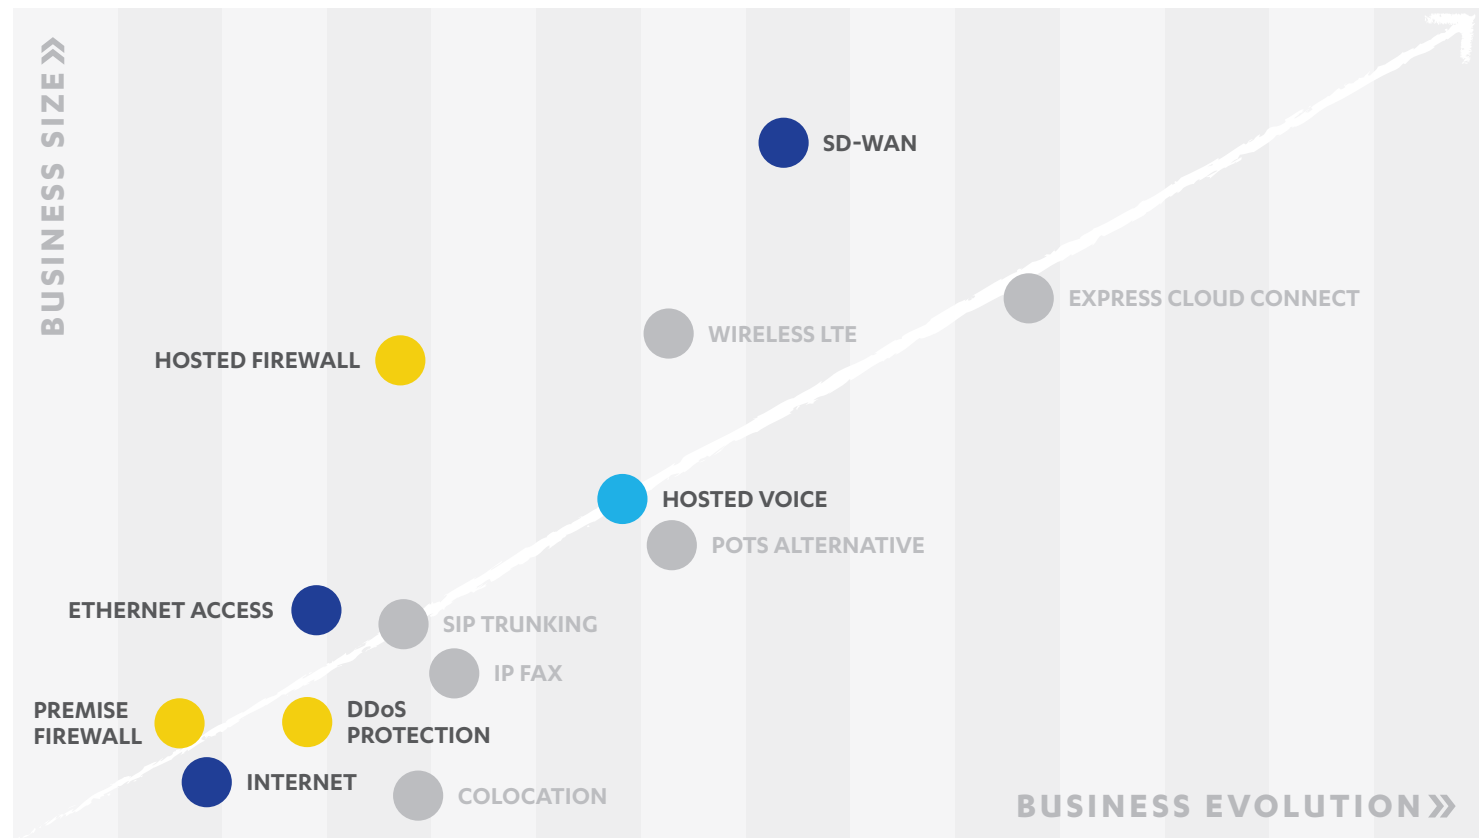 BUSINESS SIZE »
SD-WAN
EXPRESS CLOUD CONNECT
WIRELESS LTE
HOSTED FIREWALL
HOSTED VOICE
POTS ALTERNATIVE
ETHERNET ACCESS
SIP TRUNKING
IP FAX
PREMISE
FIREWALL
DDoS
PROTECTION
INTERNET
COLOCATION
BUSINESS EVOLUTION »